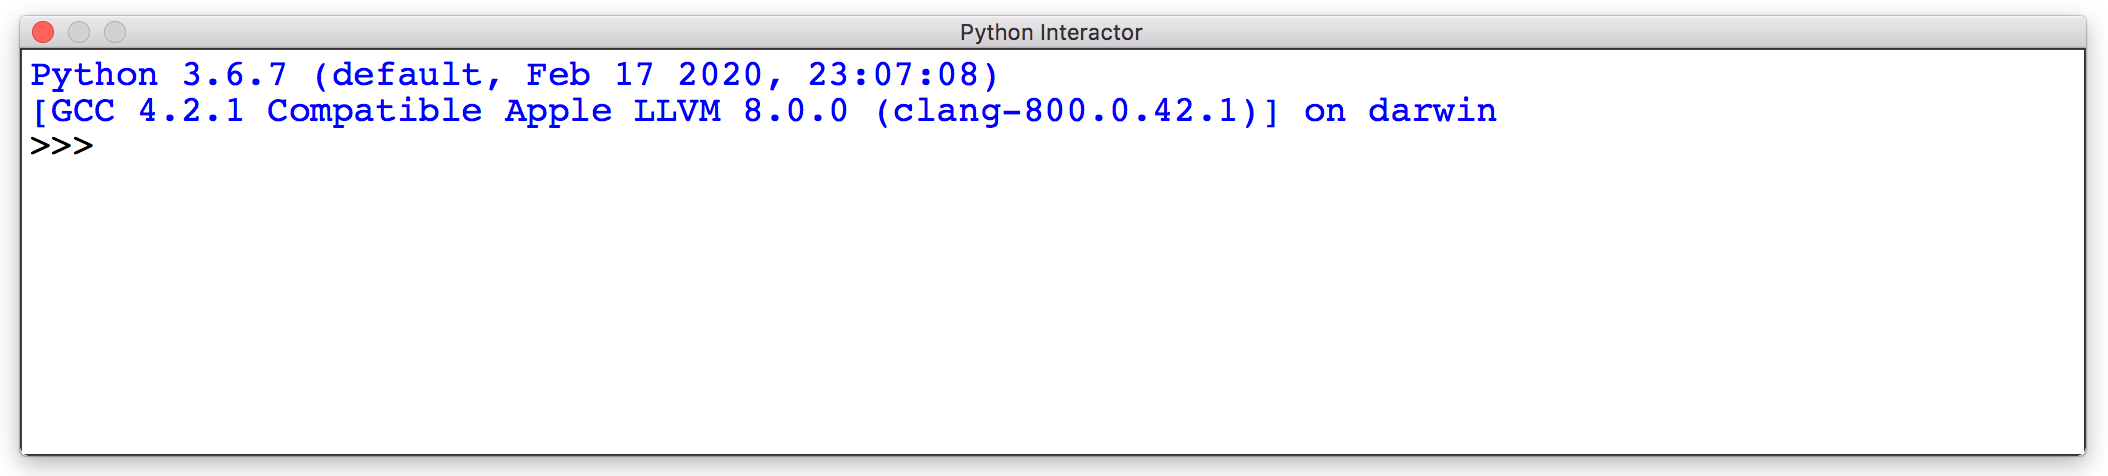 Python Interactor
Python 3.6.7 (default, Feb 17 2020, 23:07:08)
[GCC 4.2.1 Compatible Apple LLVM 8.0.0 (clang-800.0.42.1)] on darwin
>>>